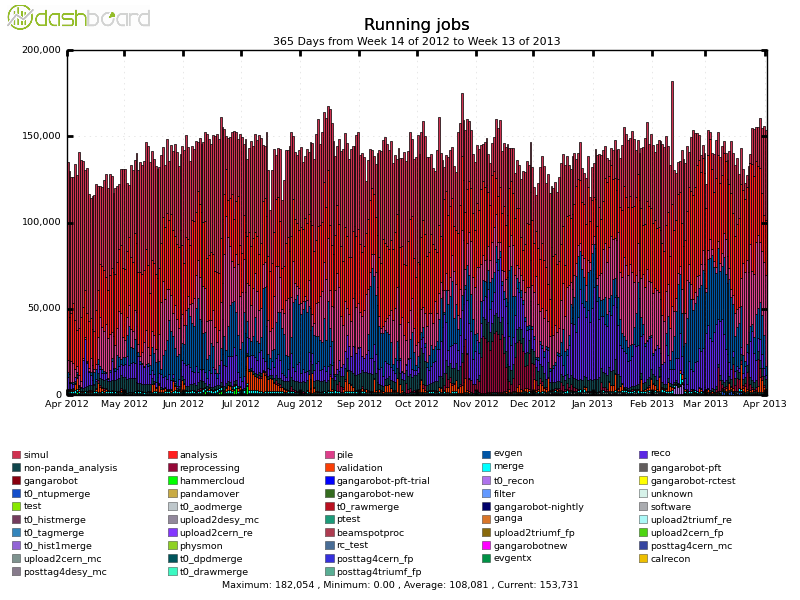 dashboard
Running jobs
365 Days from Week 14 of 2012 to Week 13 of 2013
200,000
150,000
100,000
50,000
0
Apr 2012 May 2012 Jun 2012 Jul 2012 Aug 2012 Sep 2012 Oct 2012 Nov 2012 Dec 2012 Jan 2013 Feb 2013 Mar 2013 Apr 2013
simul analysis pile evgen reco
non-panda_analysis reprocessing validation merge gangarobot-pft
gangarobot hammercloud gangarobot-pft-trial t0_recon gangarobot-rctest
t0_ntupmerge pandamover gangarobot-new filter unknown
test t0_aodmerge t0_rawmerge gangarobot-nightly software
t0_histmerge upload2desy_mc ptest ganga upload2triumf_re
t0_tagmerge upload2cern_re beamspotproc upload2triumf_fp upload2cern_fp
t0_hist1merge physmon rc_test gangarobotnew posttag4cern_mc
upload2cern_mc t0_dpdmerge posttag4cern_fp evgentx calrecon
posttag4desy_mc t0_drawmerge posttag4triumf_fp
Maximum: 182,054 , Minimum: 0.00 , Average: 108,081 , Current: 153,731